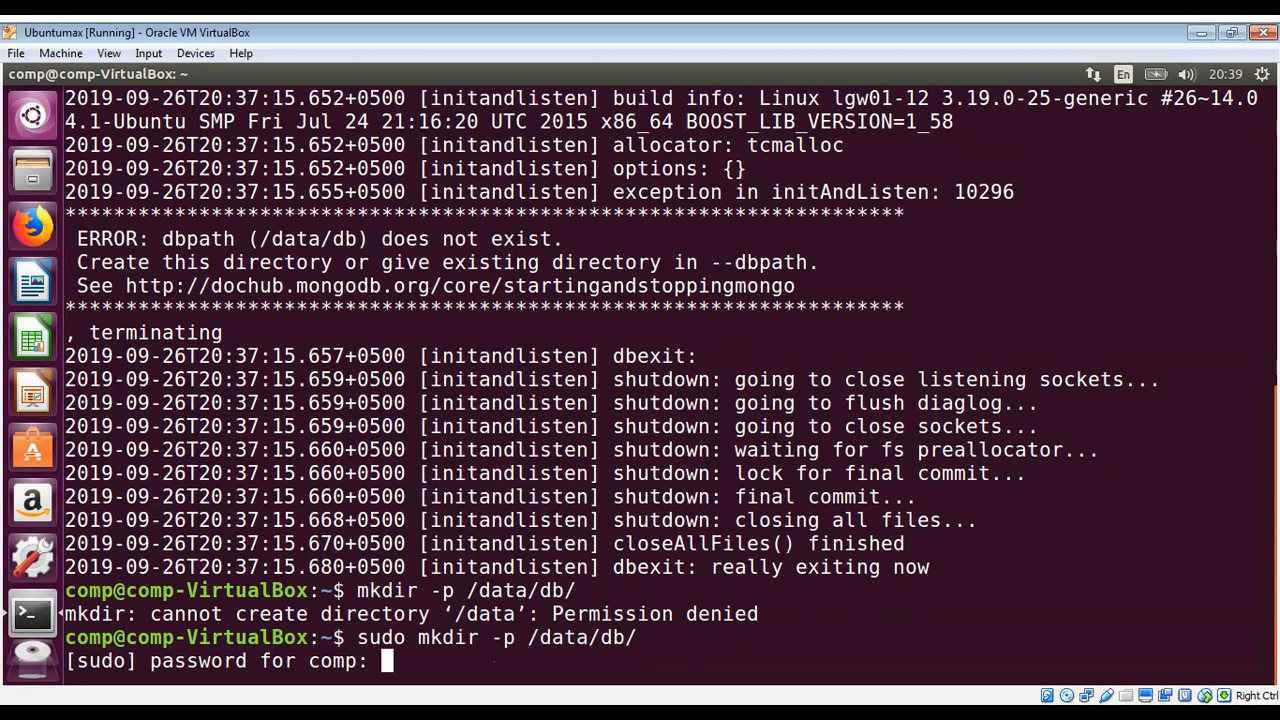 Ubuntumax [Running] - Oracle VM VirtualBox
File Machine View Input Devices Help
comp@comp-VirtualBox: ~ En 20:39
2019-09-26T20:37:15.652+0500 [initandlisten] build info: Linux lgw01-12 3.19.0-25-generic #26~14.0
4.1-Ubuntu SMP Fri Jul 24 21:16:20 UTC 2015 x86_64 BOOST_LIB_VERSION=1_58
2019-09-26T20:37:15.652+0500 [initandlisten] allocator: tcmalloc
2019-09-26T20:37:15.652+0500 [initandlisten] options: {}
2019-09-26T20:37:15.655+0500 [initandlisten] exception in initAndListen: 10296
*********************************************************************
ERROR: dbpath (/data/db) does not exist.
Create this directory or give existing directory in --dbpath.
See http://dochub.mongodb.org/core/startingandstoppingmongo
*********************************************************************
, terminating
2019-09-26T20:37:15.657+0500 [initandlisten] dbexit:
2019-09-26T20:37:15.659+0500 [initandlisten] shutdown: going to close listening sockets...
2019-09-26T20:37:15.659+0500 [initandlisten] shutdown: going to flush diaglog...
2019-09-26T20:37:15.659+0500 [initandlisten] shutdown: going to close sockets...
2019-09-26T20:37:15.660+0500 [initandlisten] shutdown: waiting for fs preallocator...
2019-09-26T20:37:15.660+0500 [initandlisten] shutdown: lock for final commit...
2019-09-26T20:37:15.660+0500 [initandlisten] shutdown: final commit...
2019-09-26T20:37:15.668+0500 [initandlisten] shutdown: closing all files...
2019-09-26T20:37:15.670+0500 [initandlisten] closeAllFiles() finished
2019-09-26T20:37:15.680+0500 [initandlisten] dbexit: really exiting now
comp@comp-VirtualBox:~$ mkdir -p /data/db/
mkdir: cannot create directory ‘/data’: Permission denied
comp@comp-VirtualBox:~$ sudo mkdir -p /data/db/
[sudo] password for comp:
Right Ctrl